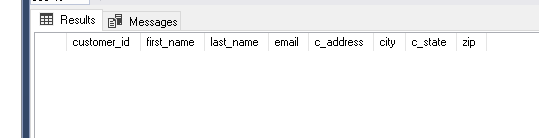 Results Messages
customer_id first_name last_name email c_address city c_state zip